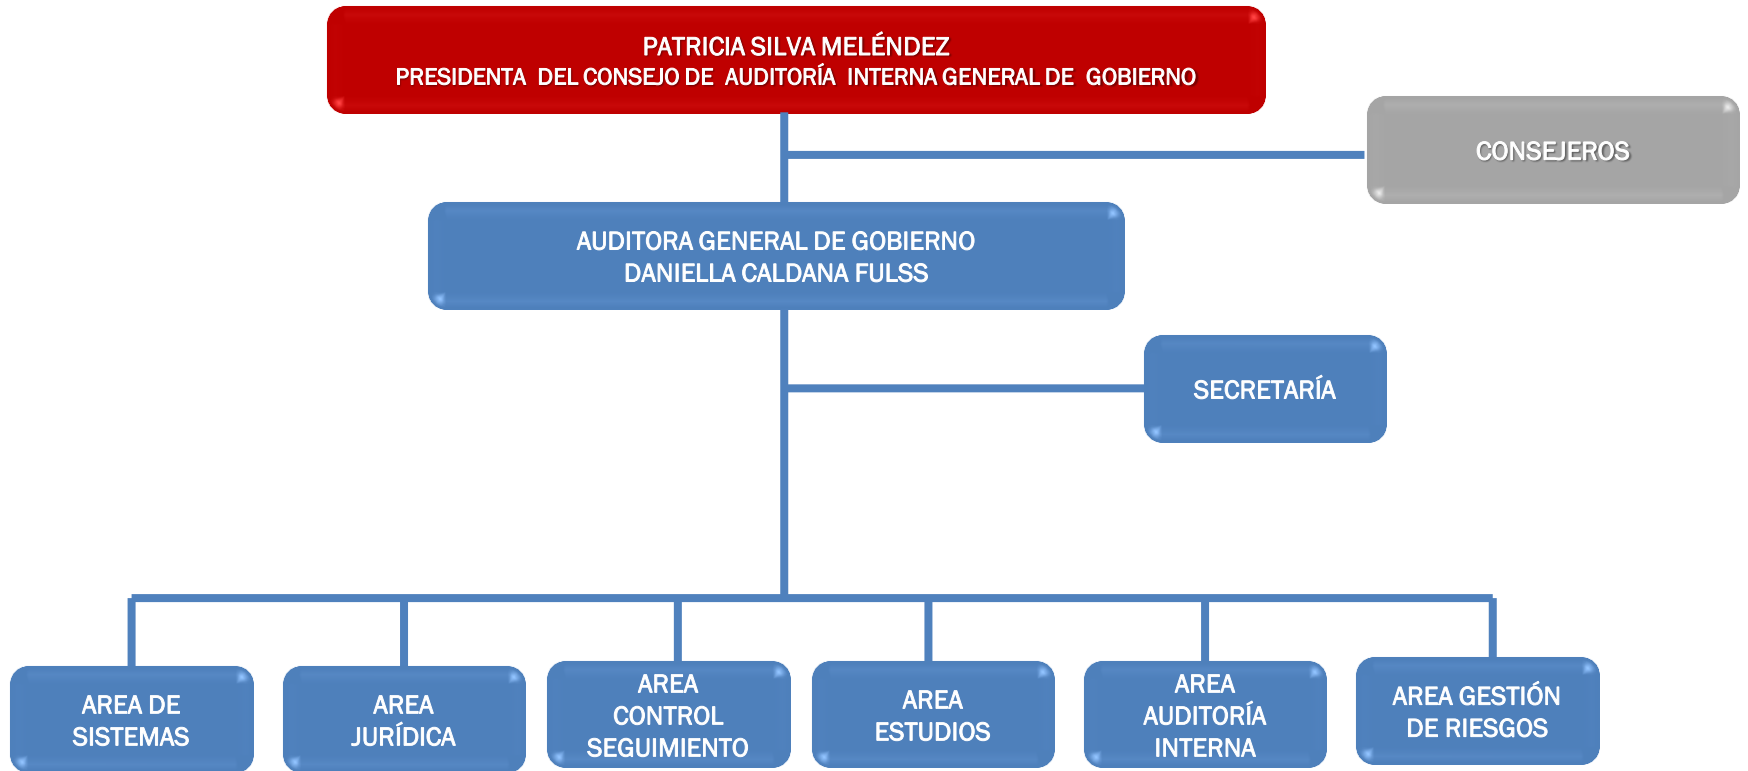 PATRICIA SILVA MELÉNDEZ
PRESIDENTA DEL CONSEJO DE AUDITORÍA INTERNA GENERAL DE GOBIERNO
CONSEJEROS
AUDITORA GENERAL DE GOBIERNO
DANIELLA CALDANA FULSS
SECRETARÍA
AREA DE
SISTEMAS
AREA
JURÍDICA
AREA
CONTROL
SEGUIMIENTO
AREA
ESTUDIOS
AREA
AUDITORÍA
INTERNA
AREA GESTIÓN
DE RIESGOS